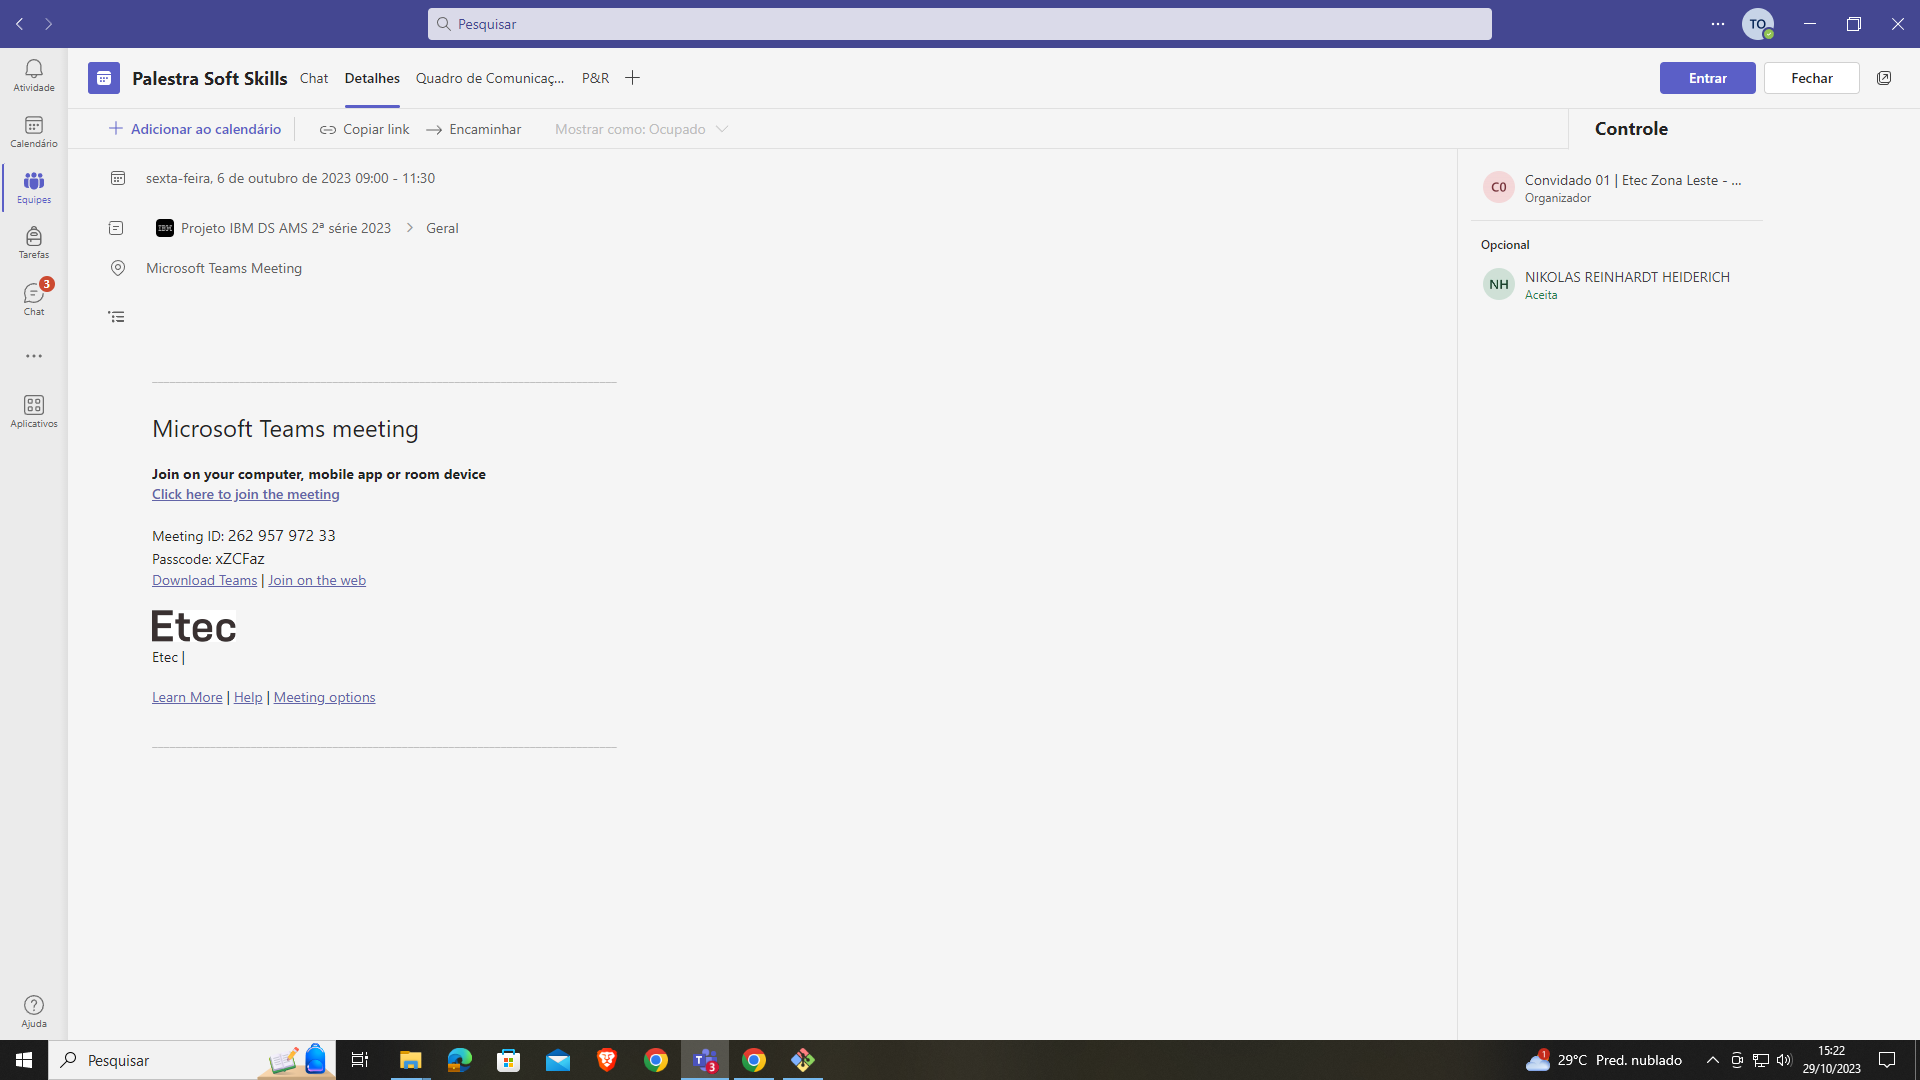 Pesquisar
TO
Atividade
Calendário
Equipes
Tarefas
3
Chat
Aplicativos
Ajuda
Palestra Soft Skills Chat Detalhes Quadro de Comunicaç... P&R
Entrar Fechar
Adicionar ao calendário Copiar link Encaminhar Mostrar como: Ocupado
Controle
sexta-feira, 6 de outubro de 2023 09:00 - 11:30
IBM Projeto IBM DS AMS 2ª série 2023 > Geral
Microsoft Teams Meeting
C0 Convidado 01 | Etec Zona Leste - ...
Organizador
Opcional
NH NIKOLAS REINHARDT HEIDERICH
Aceita
Microsoft Teams meeting
Join on your computer, mobile app or room device
Click here to join the meeting
Meeting ID: 262 957 972 33
Passcode: xZCFaz
Download Teams | Join on the web
Etec
Etec |
Learn More | Help | Meeting options
Pesquisar
T 3
1
29°C Pred. nublado
15:22
29/10/2023